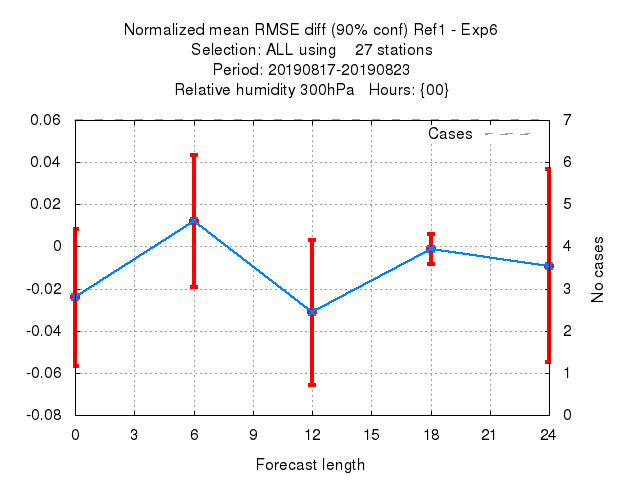 Normalized mean RMSE diff (90% conf) Ref1 - Exp6
Selection: ALL using    27 stations
Period: 20190817-20190823
Relative humidity 300hPa   Hours: {00}
Cases
0.06
0.04
0.02
0
-0.02
-0.04
-0.06
-0.08
7
6
5
4
3
2
1
0
No cases
0 3 6 9 12 15 18 21 24
Forecast length